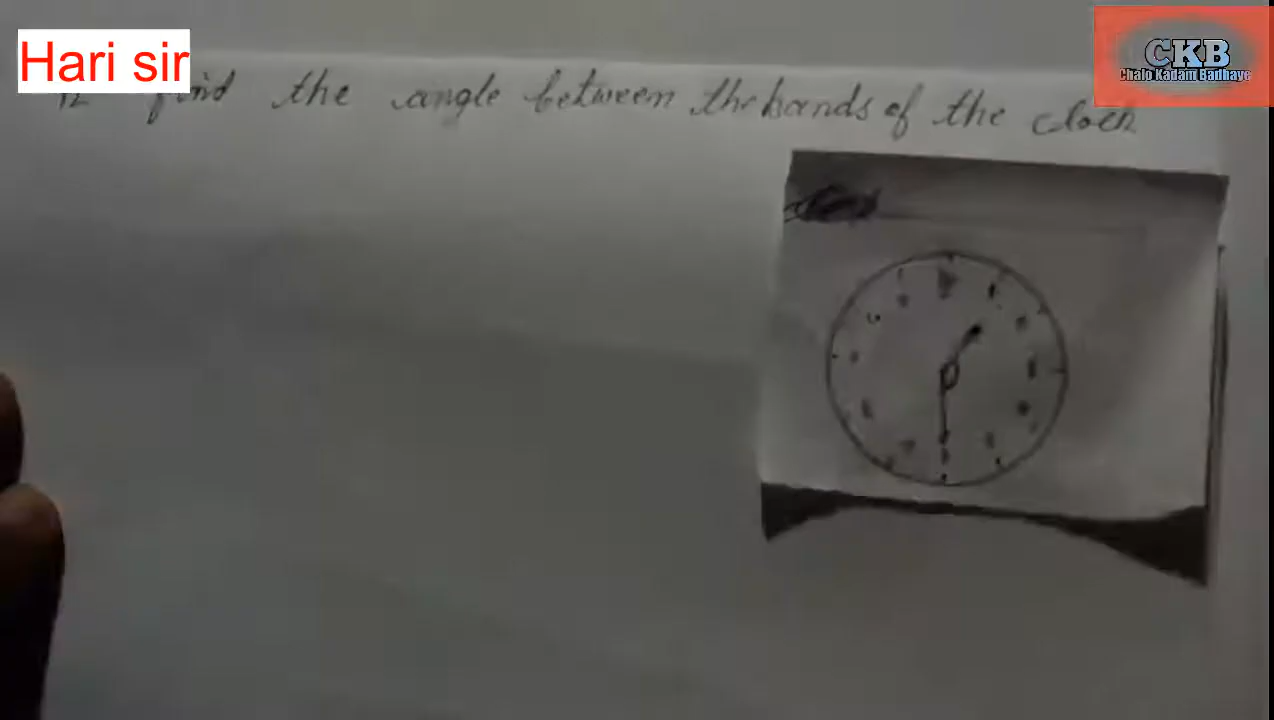 Hari sir
CKB
Chalo Kadam Badhaye
find the angle between the hands of the clock